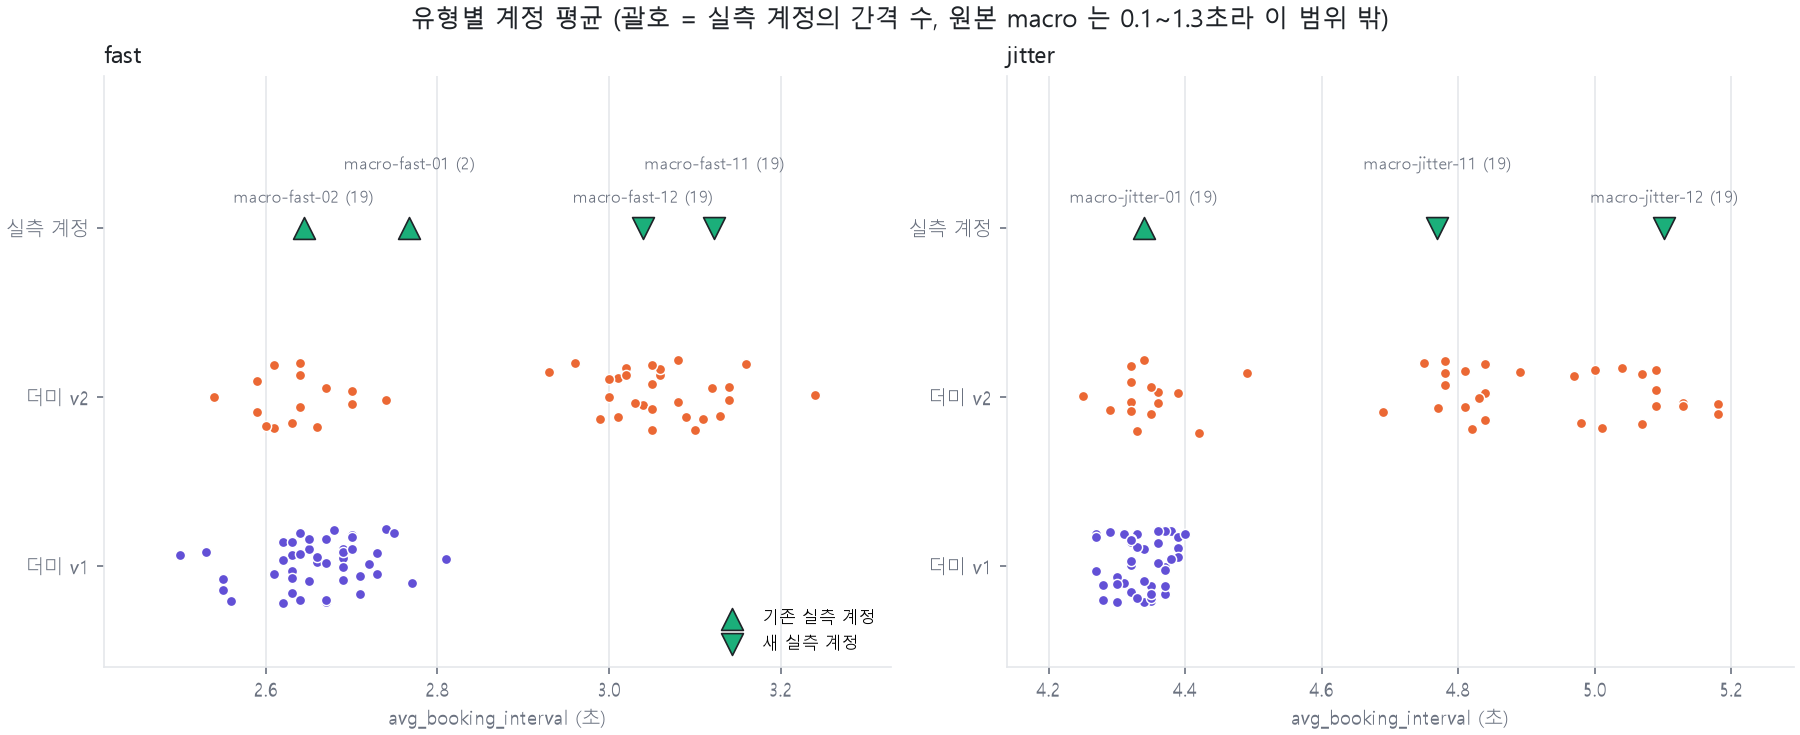 유형별 계정 평균 (괄호 = 실측 계정의 간격 수, 원본 macro 는 0.1~1.3초라 이 범위 밖)
fast
macro-fast-01 (2)
macro-fast-11 (19)
macro-fast-02 (19)
macro-fast-12 (19)
실측 계정
더미 v2
더미 v1
기존 실측 계정
새 실측 계정
2.6 2.8 3.0 3.2
avg_booking_interval (초)
jitter
macro-jitter-11 (19)
macro-jitter-01 (19)
macro-jitter-12 (19)
실측 계정
더미 v2
더미 v1
4.2 4.4 4.6 4.8 5.0 5.2
avg_booking_interval (초)